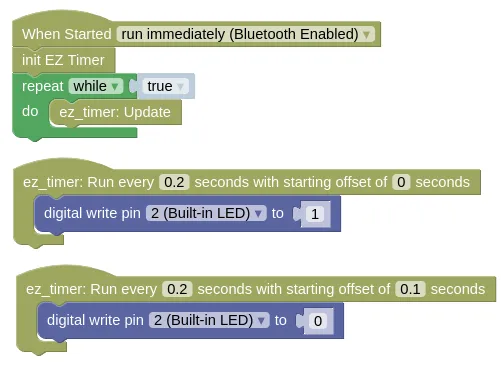 When Started run immediately (Bluetooth Enabled)
init EZ Timer
repeat while true
do ez_timer: Update
ez_timer: Run every 0.2 seconds with starting offset of 0 seconds
digital write pin 2 (Built-in LED) to 1
ez_timer: Run every 0.2 seconds with starting offset of 0.1 seconds
digital write pin 2 (Built-in LED) to 0